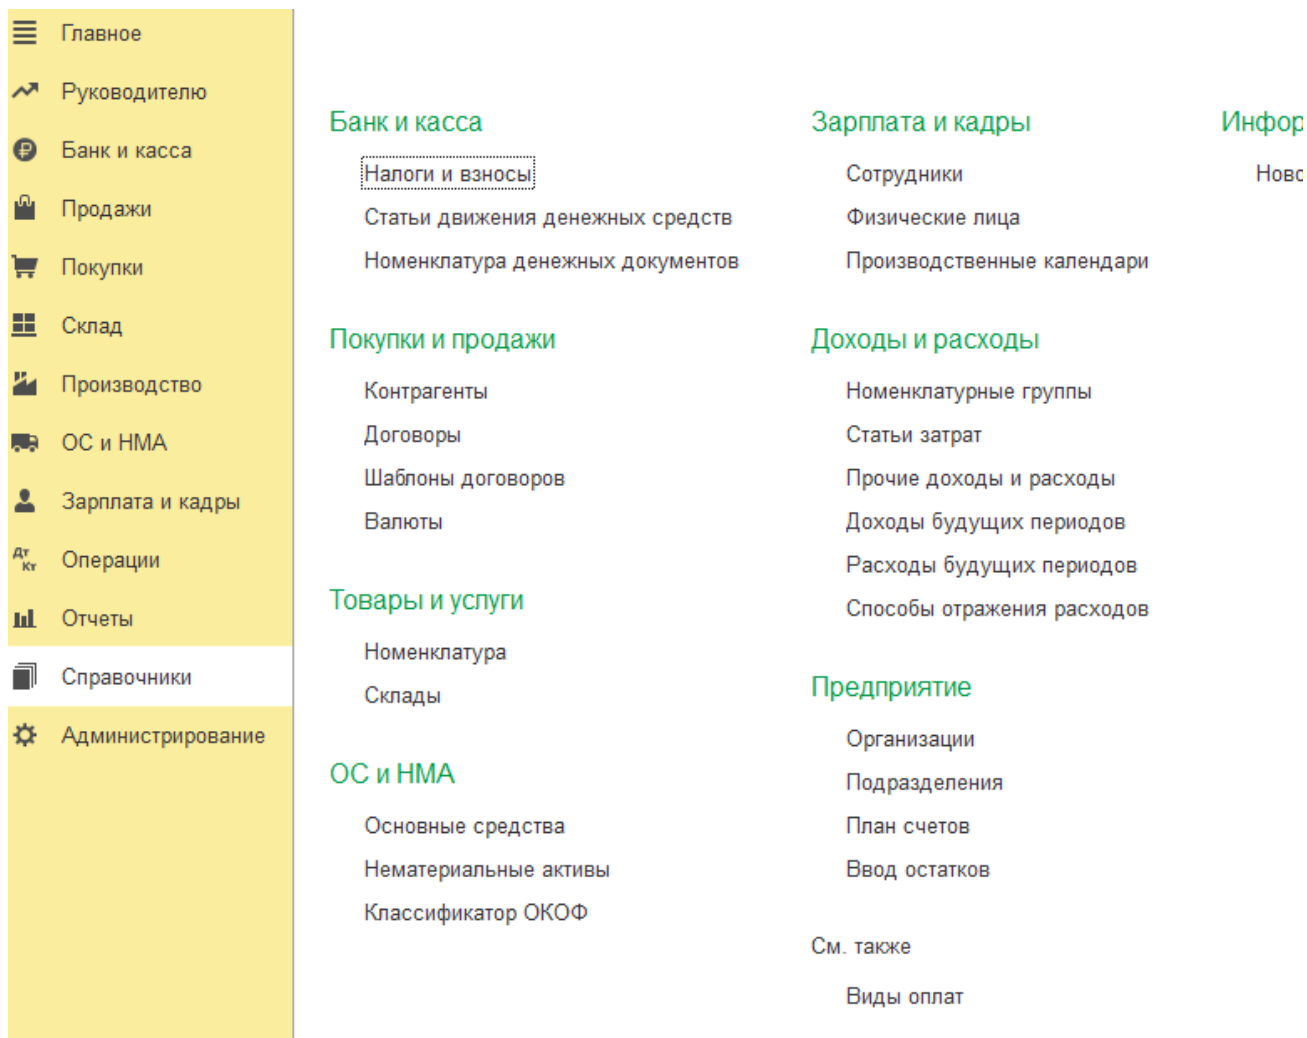 Главное
Руководителю
Банк и касса
Продажи
Покупки
Склад
Производство
ОС и НМА
Зарплата и кадры
Дт
Кт
Операции
Отчеты
Справочники
Администрирование
Банк и касса
Налоги и взносы
Статьи движения денежных средств
Номенклатура денежных документов
Покупки и продажи
Контрагенты
Договоры
Шаблоны договоров
Валюты
Товары и услуги
Номенклатура
Склады
ОС и НМА
Основные средства
Нематериальные активы
Классификатор ОКОФ
Зарплата и кадры
Сотрудники
Физические лица
Производственные календари
Доходы и расходы
Номенклатурные группы
Статьи затрат
Прочие доходы и расходы
Доходы будущих периодов
Расходы будущих периодов
Способы отражения расходов
Предприятие
Организации
Подразделения
План счетов
Ввод остатков
См. также
Виды оплат
Инфор
Ново